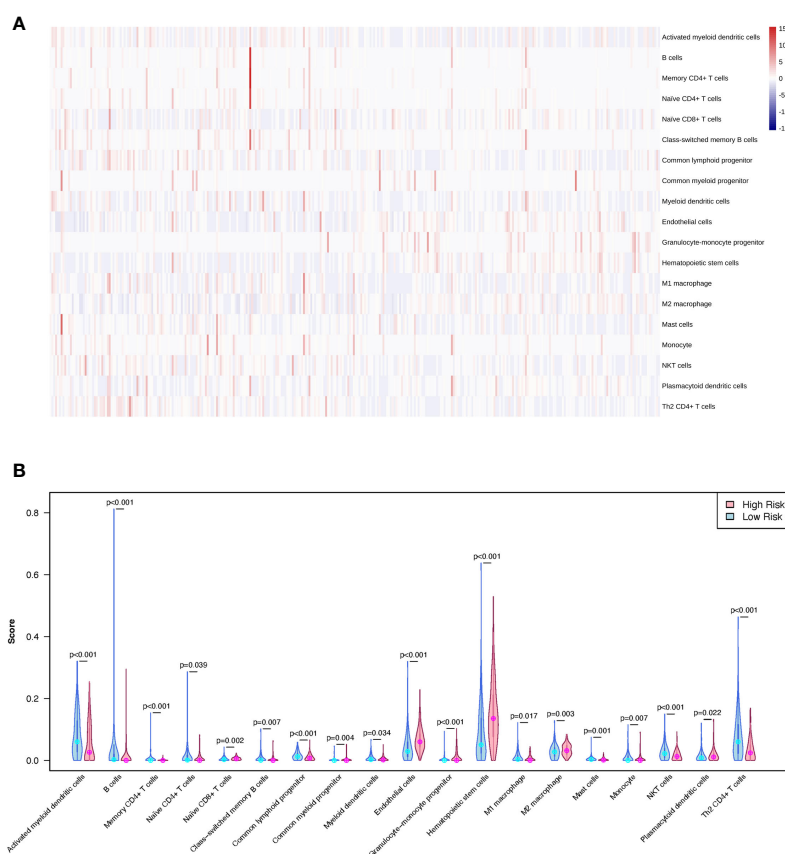 A
Activated myeloid dendritic cells
B cells
Memory CD4+ T cells
Naïve CD4+ T cells
Naïve CD8+ T cells
Class-switched memory B cells
Common lymphoid progenitor
Common myeloid progenitor
Myeloid dendritic cells
Endothelial cells
Granulocyte-monocyte progenitor
Hematopoietic stem cells
M1 macrophage
M2 macrophage
Mast cells
Monocyte
NKT cells
Plasmacytoid dendritic cells
Th2 CD4+ T cells
15
10
5
0
-5
-10
-1
B
High Risk
Low Risk
Score
0.8
0.6
0.4
0.2
0.0
p<0.001
p<0.001
p<0.001
p=0.039
p=0.002
p=0.007
p<0.001
p=0.004
p=0.034
p<0.001
p<0.001
p<0.001
p=0.017
p=0.003
p=0.001
p=0.007
p<0.001
p=0.022
p<0.001
Activated myeloid dendritic cells
B cells
Memory CD4+ T cells
Naïve CD4+ T cells
Naïve CD8+ T cells
Class−switched memory B cells
Common lymphoid progenitor
Common myeloid progenitor
Myeloid dendritic cells
Endothelial cells
Granulocyte−monocyte progenitor
Hematopoietic stem cells
M1 macrophage
M2 macrophage
Mast cells
Monocyte
NKT cells
Plasmacytoid dendritic cells
Th2 CD4+ T cells